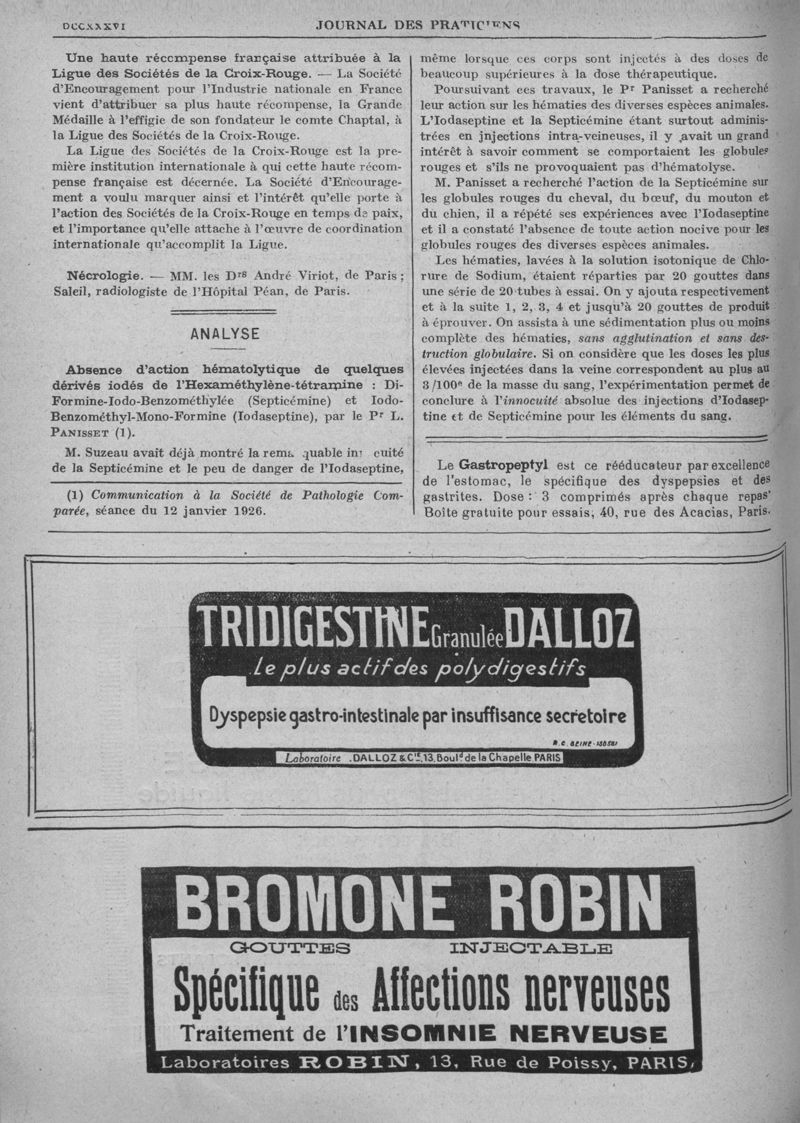 DCCXXXVI
JOURNAL DES PRATICIENS
Une haute récompense française attribuée à la
Ligue des Sociétés de la Croix-Rouge. — La Société
d'Encouragement pour l'Industrie nationale en France
vient d'attribuer sa plus haute récompense, la Grande
Médaille à l'effigie de son fondateur le comte Chaptal, à
la Ligue des Sociétés de la Croix-Rouge.
La Ligue des Sociétés de la Croix-Rouge est la pre-
mière institution internationale à qui cette haute récom-
pense française est décernée. La Société d'Encourage-
ment a voulu marquer ainsi et l'intérêt qu'elle porte à
l'action des Sociétés de la Croix-Rouge en temps de paix,
et l'importance qu'elle attache à l'œuvre de coordination
internationale qu'accomplit la Ligue.
Nécrologie. — MM. les Drs André Viriot, de Paris ;
Saleil, radiologiste de l'Hôpital Péan, de Paris.
ANALYSE
Absence d'action hématolytique de quelques
dérivés iodés de l'Hexaméthylène-tétramine : Di-
Formine-Iodo-Benzométhylée (Septicémine) et Iodo-
Benzométhyl-Mono-Formine (Iodaseptine), par le Pr L.
PANISSET (1).
M. Suzeau avait déjà montré la rema quable in cuité
de la Septicémine et le peu de danger de l'Iodaseptine,
(1) Communication à la Société de Pathologie Com-
parée, séance du 12 janvier 1926.
même lorsque ces corps sont injectés à des doses de
beaucoup supérieures à la dose thérapeutique.
Poursuivant ces travaux, le Pr Panisset a recherché
leur action sur les hématies des diverses espèces animales.
L'Iodaseptine et la Septicémine étant surtout adminis-
trées en jnjections intra-veineuses, il y avait un grand
intérêt à savoir comment se comportaient les globules
rouges et s'ils ne provoquaient pas d'hématolyse.
M. Panisset a recherché l'action de la Septicémine sur
les globules rouges du cheval, du bœuf, du mouton et
du chien, il a répété ses expériences avec l'Iodaseptine
et il a constaté l'absence de toute action nocive pour les
globules rouges des diverses espèces animales.
Les hématies, lavées à la solution isotonique de Chlo-
rure de Sodium, étaient réparties par 20 gouttes dans
une série de 20 tubes à essai. On y ajouta respectivement
et à la suite 1, 2, 3, 4 et jusqu'à 20 gouttes de produit
à éprouver. On assista à une sédimentation plus ou moins
complète des hématies, sans agglutination et sans des-
truction globulaire. Si on considère que les doses les plus
élevées injectées dans la veine correspondent au plus au
3/100e de la masse du sang, l'expérimentation permet de
conclure à l'innocuité absolue des injections d'Iodasep-
tine et de Septicémine pour les éléments du sang.
Le Gastropeptyl est ce rééducateur par excellence
de l'estomac, le spécifique des dyspepsies et des
gastrites. Dose : 3 comprimés après chaque repas'
Boîte gratuite pour essais, 40, rue des Acacias, Paris.
TRIDIGESTINE Granulée DALLOZ
Le plus actif des polydigestifs
Dyspepsie gastro-intestinale par insuffisance secrétoire
R.C. SEINE
Laboratoire .DALLOZ & Cie, 13, Bould de la Chapelle PARIS
BROMONE ROBIN
GOUTTES INJECTABLE
Spécifique des Affections nerveuses
Traitement de l'INSOMNIE NERVEUSE
Laboratoires ROBIN, 13, Rue de Poissy, PARIS,